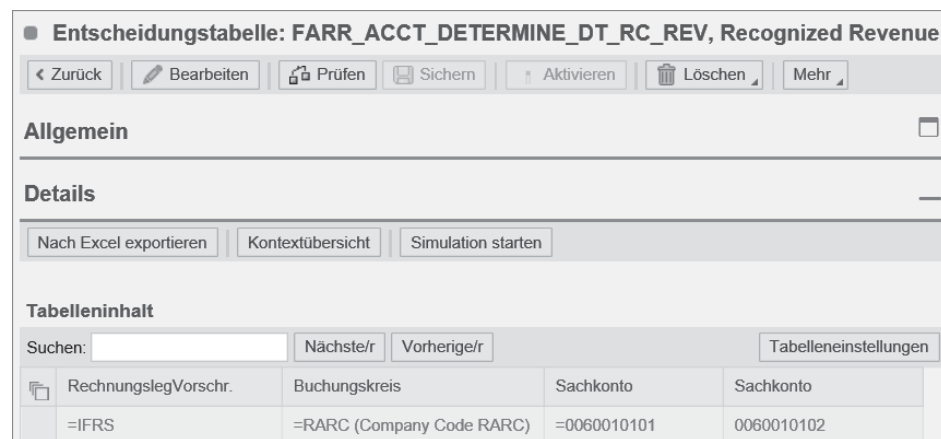 Entscheidungstabelle: FARR_ACCT_DETERMINE_DT_RC_REV, Recognized Revenue
Zurück Bearbeiten Prüfen Sichern Aktivieren Löschen Mehr
Allgemein
Details
Nach Excel exportieren Kontextübersicht Simulation starten
Tabelleninhalt
Suchen: Nächste/r Vorherige/r Tabelleneinstellungen
RechnungslegVorschr. Buchungskreis Sachkonto Sachkonto
=IFRS =RARC (Company Code RARC) =0060010101 0060010102